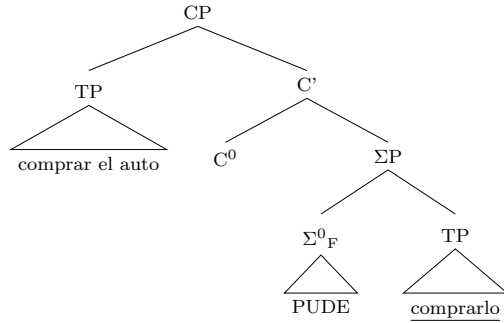 CP
TP
C’
comprar el auto
C⁰
ΣP
Σ⁰F
TP
PUDE
comprarlo